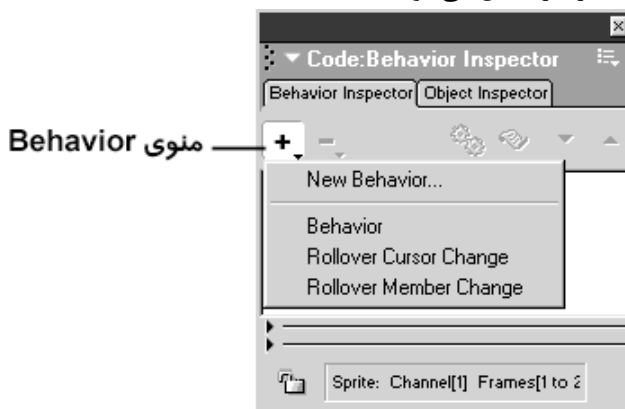 Code:Behavior Inspector
Behavior Inspector Object Inspector
منوی Behavior
New Behavior...
Behavior
Rollover Cursor Change
Rollover Member Change
Sprite: Channel[1] Frames[1 to 2